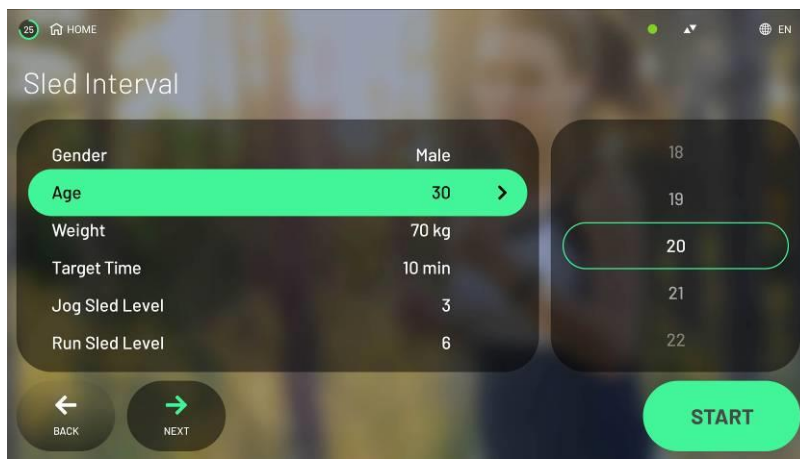 25 HOME EN
Sled Interval
Gender Male
Age 30
Weight 70 kg
Target Time 10 min
Jog Sled Level 3
Run Sled Level 6
18
19
20
21
22
BACK NEXT
START